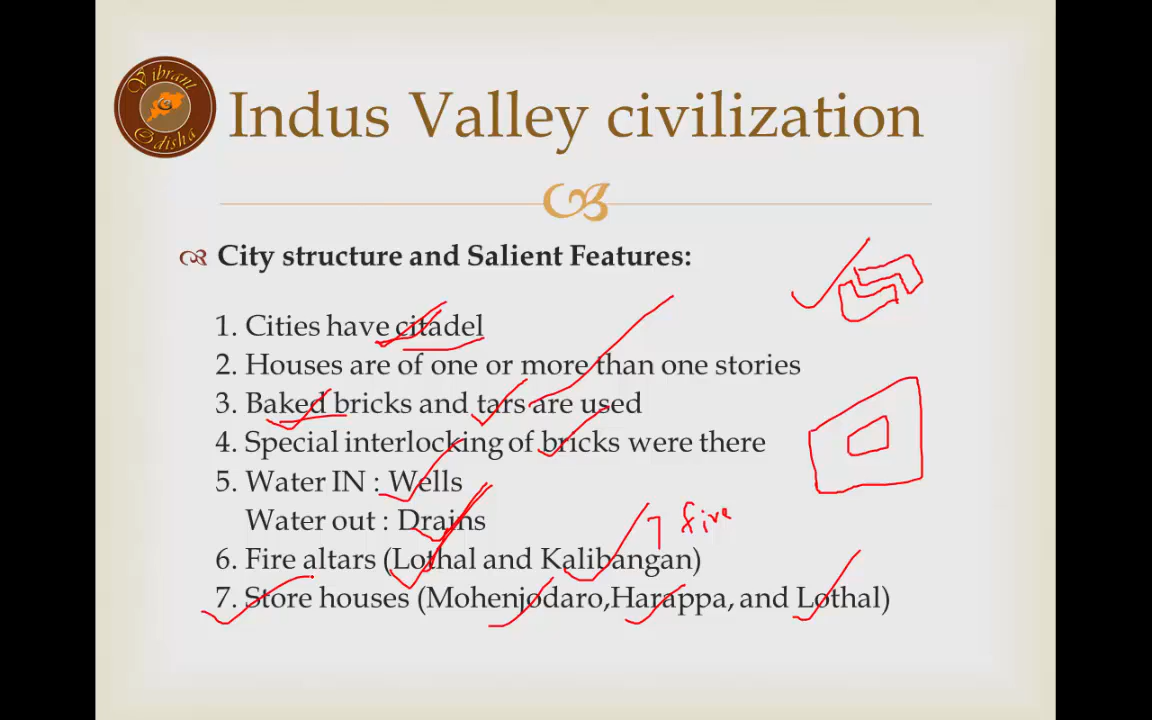 Vibrant
Odisha
Indus Valley civilization
City structure and Salient Features:
1. Cities have citadel
2. Houses are of one or more than one stories
3. Baked bricks and tars are used
4. Special interlocking of bricks were there
5. Water IN : Wells
Water out : Drains
7 fire
6. Fire altars (Lothal and Kalibangan)
7. Store houses (Mohenjodaro,Harappa, and Lothal)